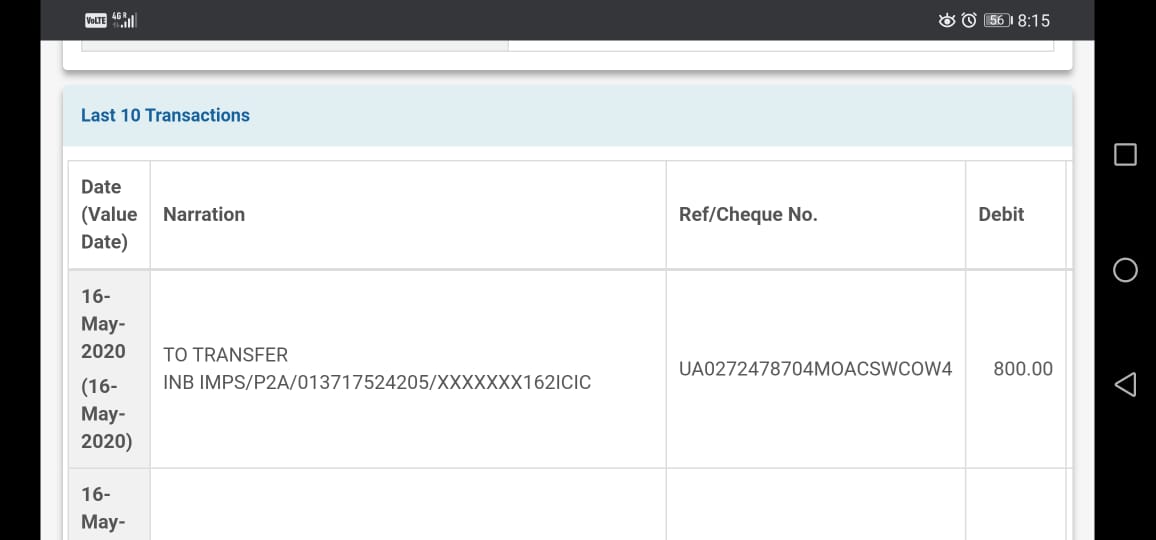 VoLTE 4G R 56 8:15
Last 10 Transactions
Date
(Value
Date)
Narration
Ref/Cheque No.
Debit
16-
May-
2020
(16-
May-
2020)
TO TRANSFER
INB IMPS/P2A/013717524205/XXXXXXX162ICIC
UA0272478704MOACSWCOW4
800.00
16-
May-